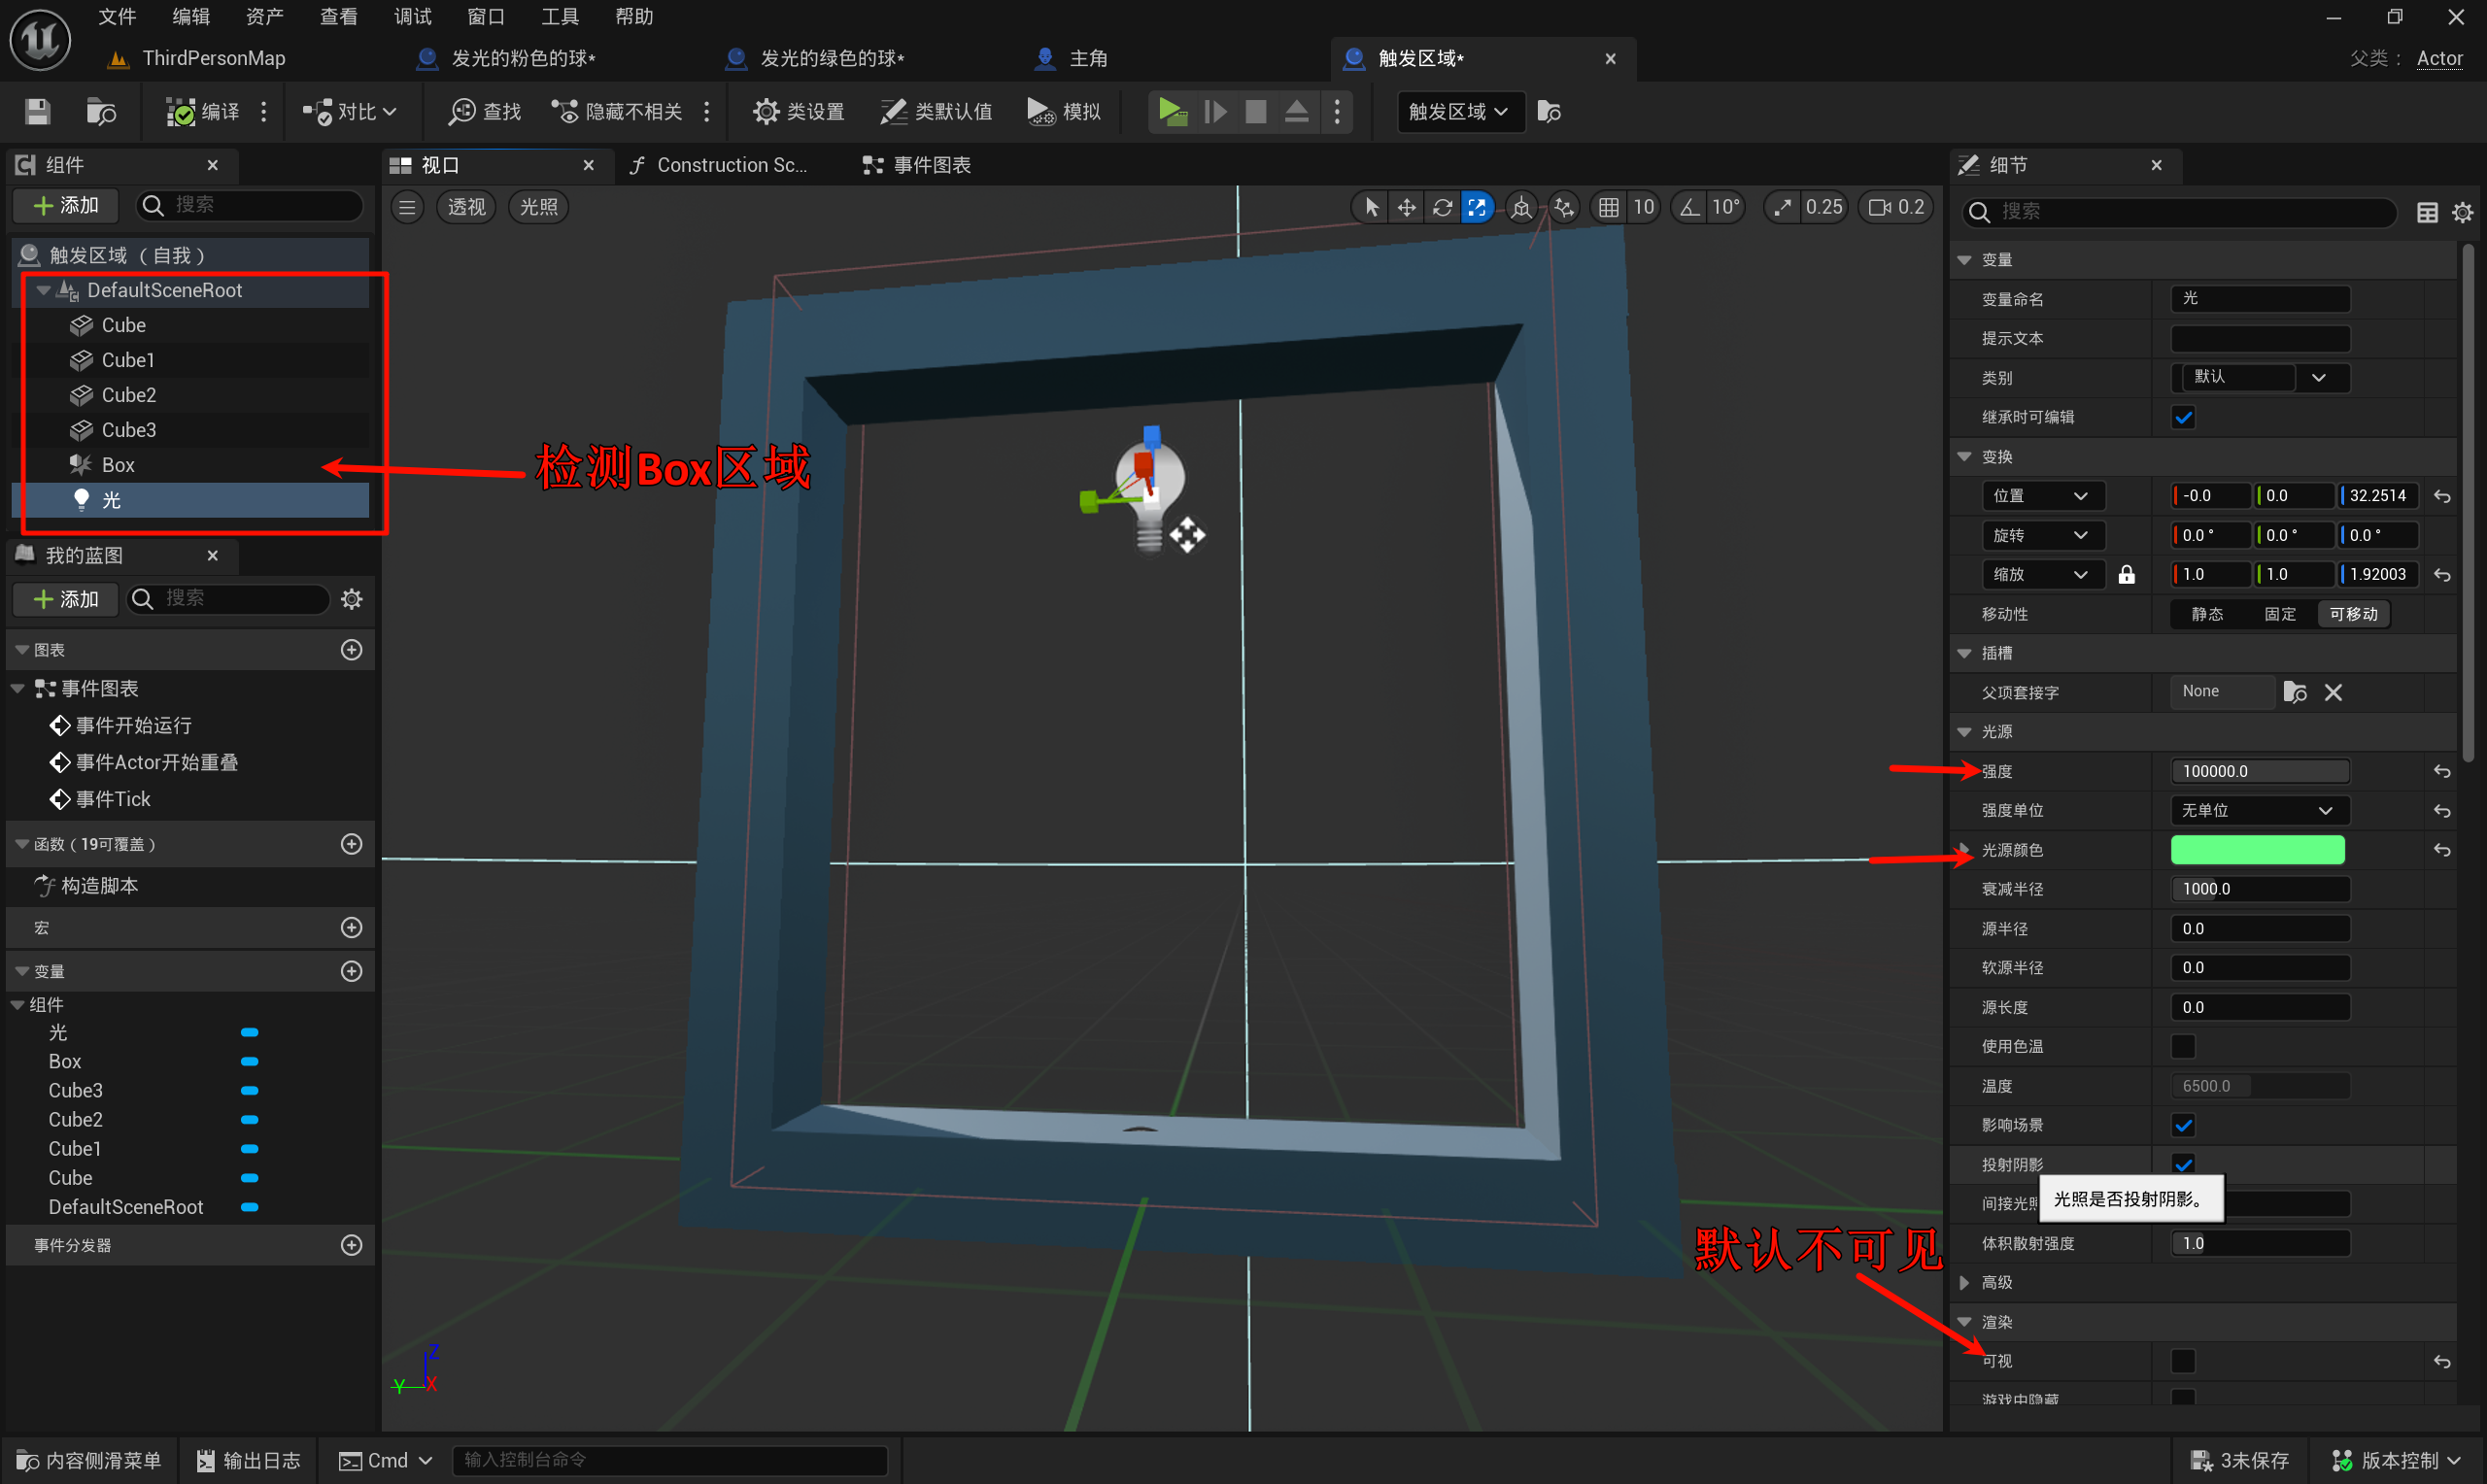 文件 编辑 资产 查看 调试 窗口 工具 帮助
ThirdPersonMap 发光的粉色的球* 发光的绿色的球* 主角 触发区域* 父类： Actor
编译 对比 查找 隐藏不相关 类设置 类默认值 模拟 触发区域
组件
添加 搜索
触发区域 （自我）
DefaultSceneRoot
Cube
Cube1
Cube2
Cube3
Box
光
我的蓝图
添加 搜索
图表
事件图表
事件开始运行
事件Actor开始重叠
事件Tick
函数（19可覆盖）
构造脚本
宏
变量
组件
光
Box
Cube3
Cube2
Cube1
Cube
DefaultSceneRoot
事件分发器
视口 Construction Sc... 事件图表
透视 光照 10 10° 0.25 0.2
检测Box区域
默认不可见
Z
Y X
细节
搜索
变量
变量命名 光
提示文本
类别 默认
继承时可编辑
变换
位置 -0.0 0.0 32.2514
旋转 0.0 ° 0.0 ° 0.0 °
缩放 1.0 1.0 1.92003
移动性 静态 固定 可移动
插槽
父项套接字 None
光源
强度 100000.0
强度单位 无单位
光源颜色
衰减半径 1000.0
源半径 0.0
软源半径 0.0
源长度 0.0
使用色温
温度 6500.0
影响场景
投射阴影
间接光照
光照是否投射阴影。
体积散射强度 1.0
高级
渲染
可视
游戏中隐藏
内容侧滑菜单 输出日志 Cmd 输入控制台命令 3未保存 版本控制